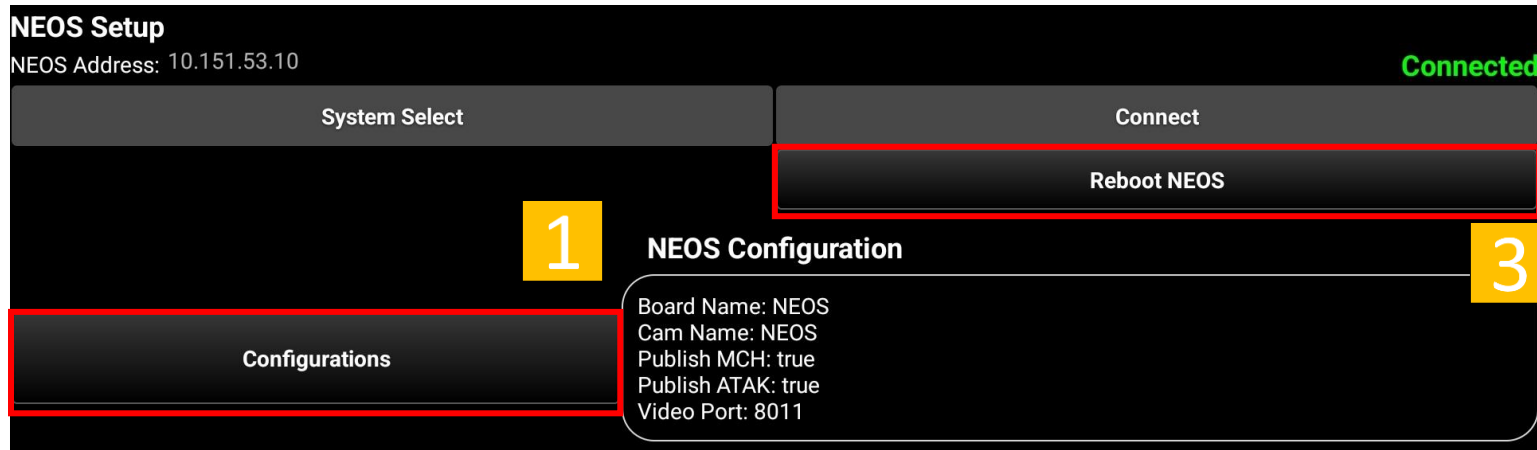 NEOS Setup
NEOS Address: 10.151.53.10
Connected
System Select
Connect
Reboot NEOS
1
NEOS Configuration
3
Board Name: NEOS
Cam Name: NEOS
Configurations
Publish MCH: true
Publish ATAK: true
Video Port: 8011